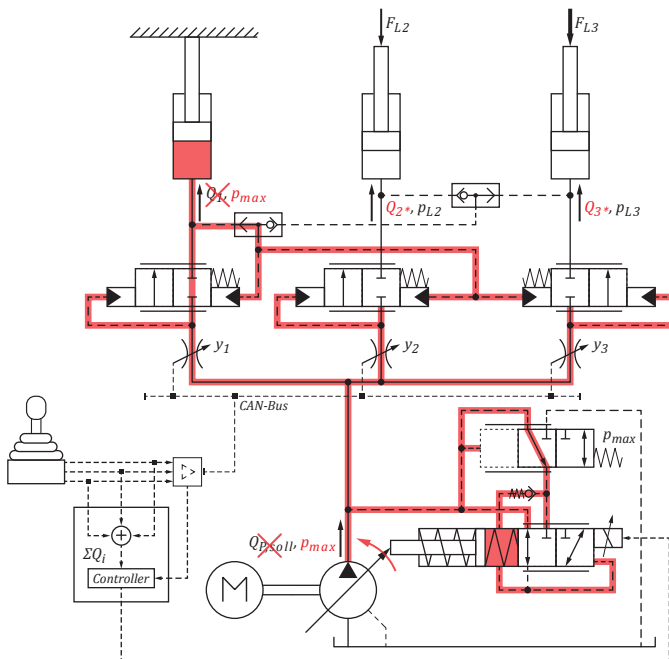 F_L2
F_L3
Q_1, p_max
Q_2*, p_L2
Q_3*, p_L3
y_1
y_2
y_3
CAN-Bus
p_max
ΣQ_i
Controller
Q_P,soll, p_max
M